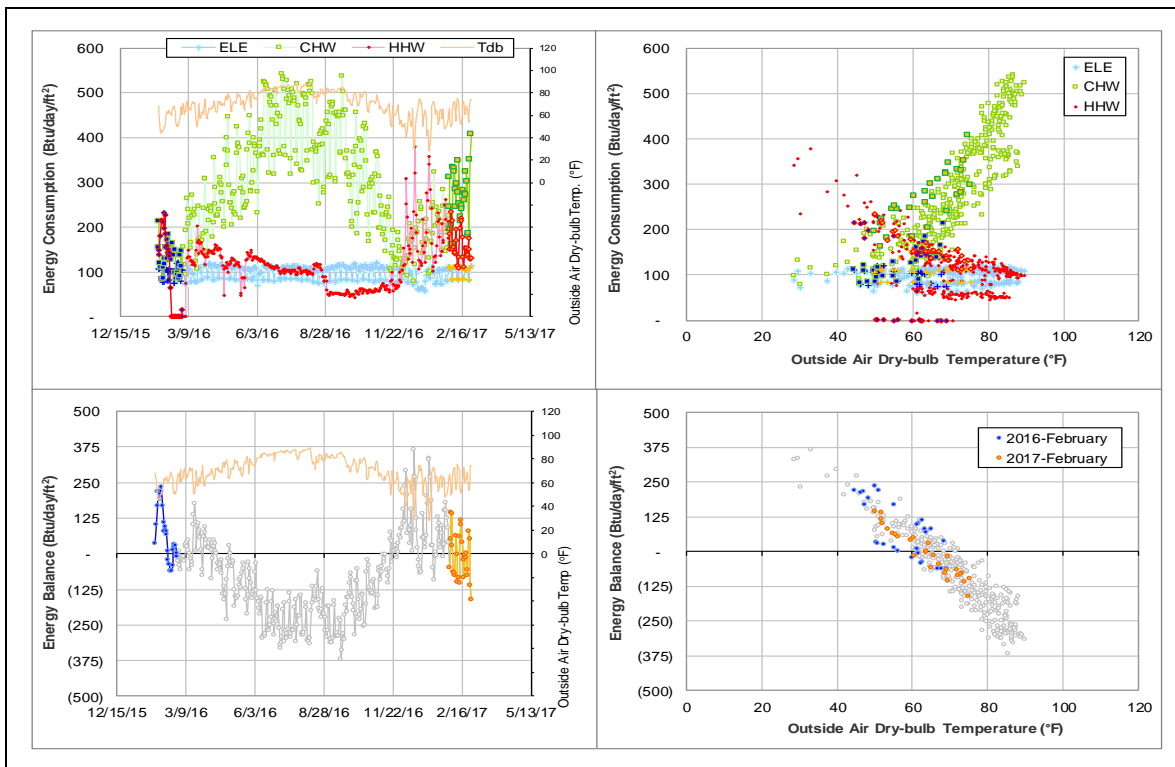 ELE CHW HHW Tdb
Energy Consumption (Btu/day/ft²)
600
500
400
300
200
100
-
120
100
80
60
40
20
0
Outside Air Dry-bulb Temp. (°F)
12/15/15 3/9/16 6/3/16 8/28/16 11/22/16 2/16/17 5/13/17
Energy Consumption (Btu/day/ft²)
600
500
400
300
200
100
-
ELE
CHW
HHW
0 20 40 60 80 100 120
Outside Air Dry-bulb Temperature (°F)
Energy Balance (Btu/day/ft²)
500
375
250
125
-
(125)
(250)
(375)
(500)
120
100
80
60
40
20
0
Outside Air Dry-bulb Temp (°F)
12/15/15 3/9/16 6/3/16 8/28/16 11/22/16 2/16/17 5/13/17
Energy Balance (Btu/day/ft²)
500
375
250
125
-
(125)
(250)
(375)
(500)
2016-February
2017-February
0 20 40 60 80 100 120
Outside Air Dry-bulb Temperature (°F)